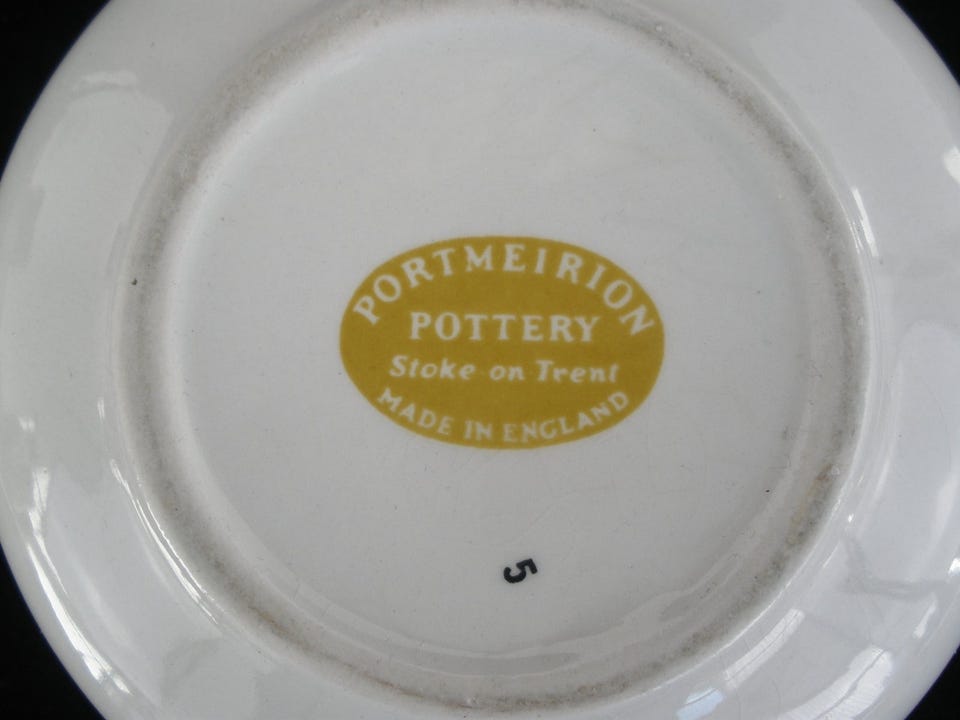 PORTMEIRION
POTTERY
Stoke on Trent
MADE IN ENGLAND
5